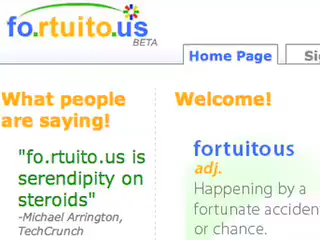 fo.rtuito.us
BETA
Home Page
What people
are saying!
"fo.rtuito.us is
serendipity on
steroids"
-Michael Arrington,
TechCrunch
Welcome!
fortuitous
adj.
Happening by a
fortunate acciden
or chance.